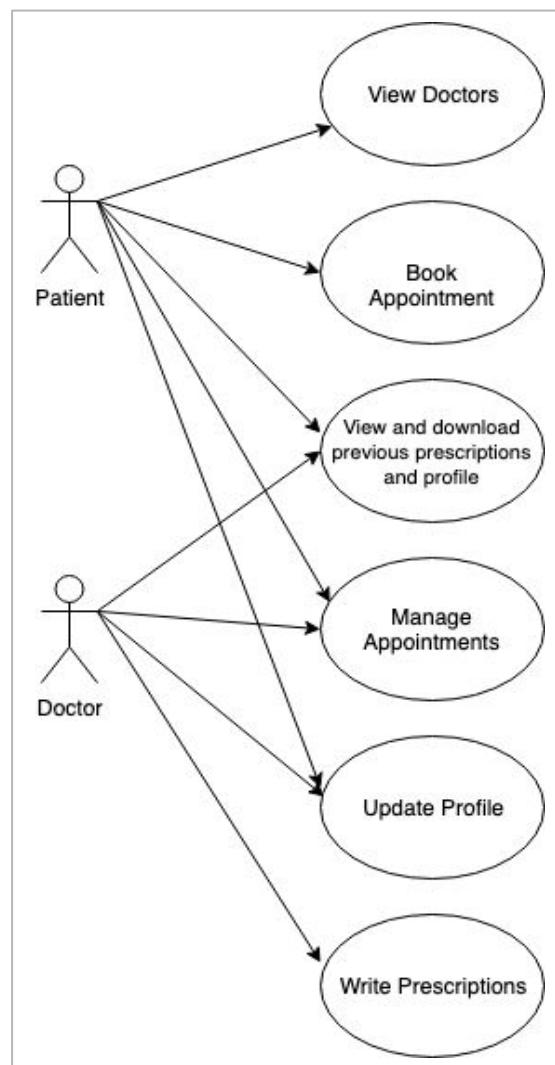 View Doctors
Patient
Book
Appointment
View and download
previous prescriptions
and profile
Doctor
Manage
Appointments
Update Profile
Write Prescriptions